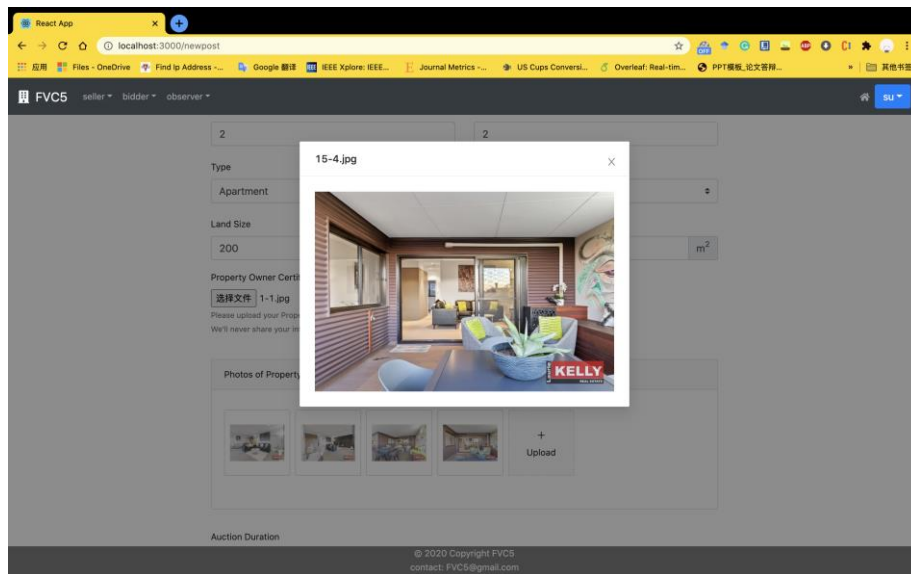 React App
localhost:3000/newpost
应用 Files - OneDrive Find Ip Address -... Google 翻译 IEEE Xplore: IEEE... Journal Metrics -... US Cups Conversi... Overleaf: Real-tim... PPT模板_论文答辩... » 其他书签
FVC5 seller bidder observer su
2 2
15-4.jpg
Type
Apartment
Land Size
200 m²
Property Owner Certi
选择文件 1-1.jpg
Please upload your Prop
We'll never share your in
KELLY
REAL ESTATE
Photos of Property
+
Upload
Auction Duration
© 2020 Copyright FVC5
contact: FVC5@gmail.com